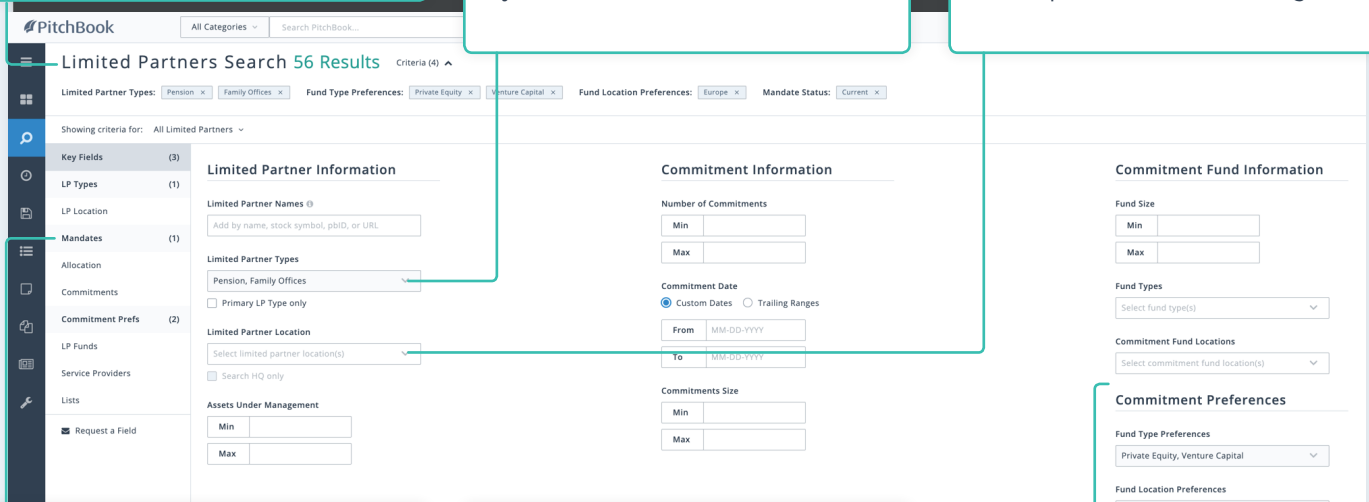 PitchBook
All Categories
Search PitchBook...
Limited Partners Search 56 Results Criteria (4)
Limited Partner Types: Pension × Family Offices × Fund Type Preferences: Private Equity × Venture Capital × Fund Location Preferences: Europe × Mandate Status: Current ×
Showing criteria for: All Limited Partners
Key Fields (3)
LP Types (1)
LP Location
Mandates (1)
Allocation
Commitments
Commitment Prefs (2)
LP Funds
Service Providers
Lists
Request a Field
Limited Partner Information
Limited Partner Names
Add by name, stock symbol, pbID, or URL
Limited Partner Types
Pension, Family Offices
Primary LP Type only
Limited Partner Location
Select limited partner location(s)
Search HQ only
Assets Under Management
Min
Max
Commitment Information
Number of Commitments
Min
Max
Commitment Date
Custom Dates Trailing Ranges
From MM-DD-YYYY
To MM-DD-YYYY
Commitments Size
Min
Max
Commitment Fund Information
Fund Size
Min
Max
Fund Types
Select fund type(s)
Commitment Fund Locations
Select commitment fund location(s)
Commitment Preferences
Fund Type Preferences
Private Equity, Venture Capital
Fund Location Preferences